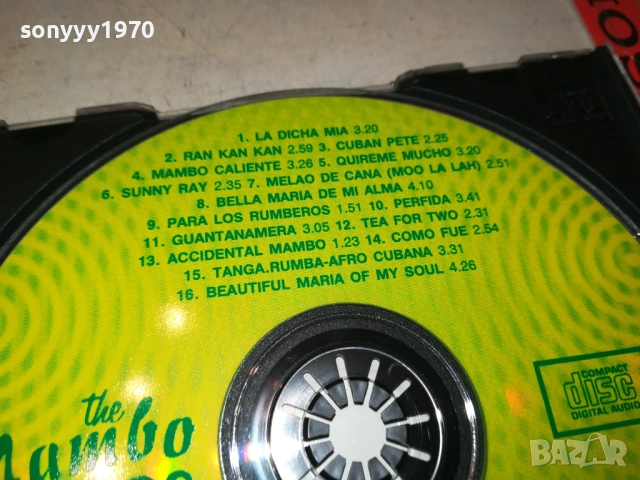 sonyyy1970
1. LA DICHA MIA 3.20
2. RAN KAN KAN 2.59 3. CUBAN PETE 2.25
4. MAMBO CALIENTE 3.26 5. QUIREME MUCHO 3.20
6. SUNNY RAY 2.35 7. MELAO DE CANA (MOO LA LAH) 2.51
8. BELLA MARIA DE MI ALMA 4.10
9. PARA LOS RUMBEROS 1.51 10. PERFIDA 3.41
11. GUANTANAMERA 3.05 12. TEA FOR TWO 2.31
13. ACCIDENTAL MAMBO 1.23 14. COMO FUE 2.54
15. TANGA.RUMBA-AFRO CUBANA 3.31
16. BEAUTIFUL MARIA OF MY SOUL 4.26
the
Mambo
COMPACT
disc
DIGITAL AUDIO
BAZAR